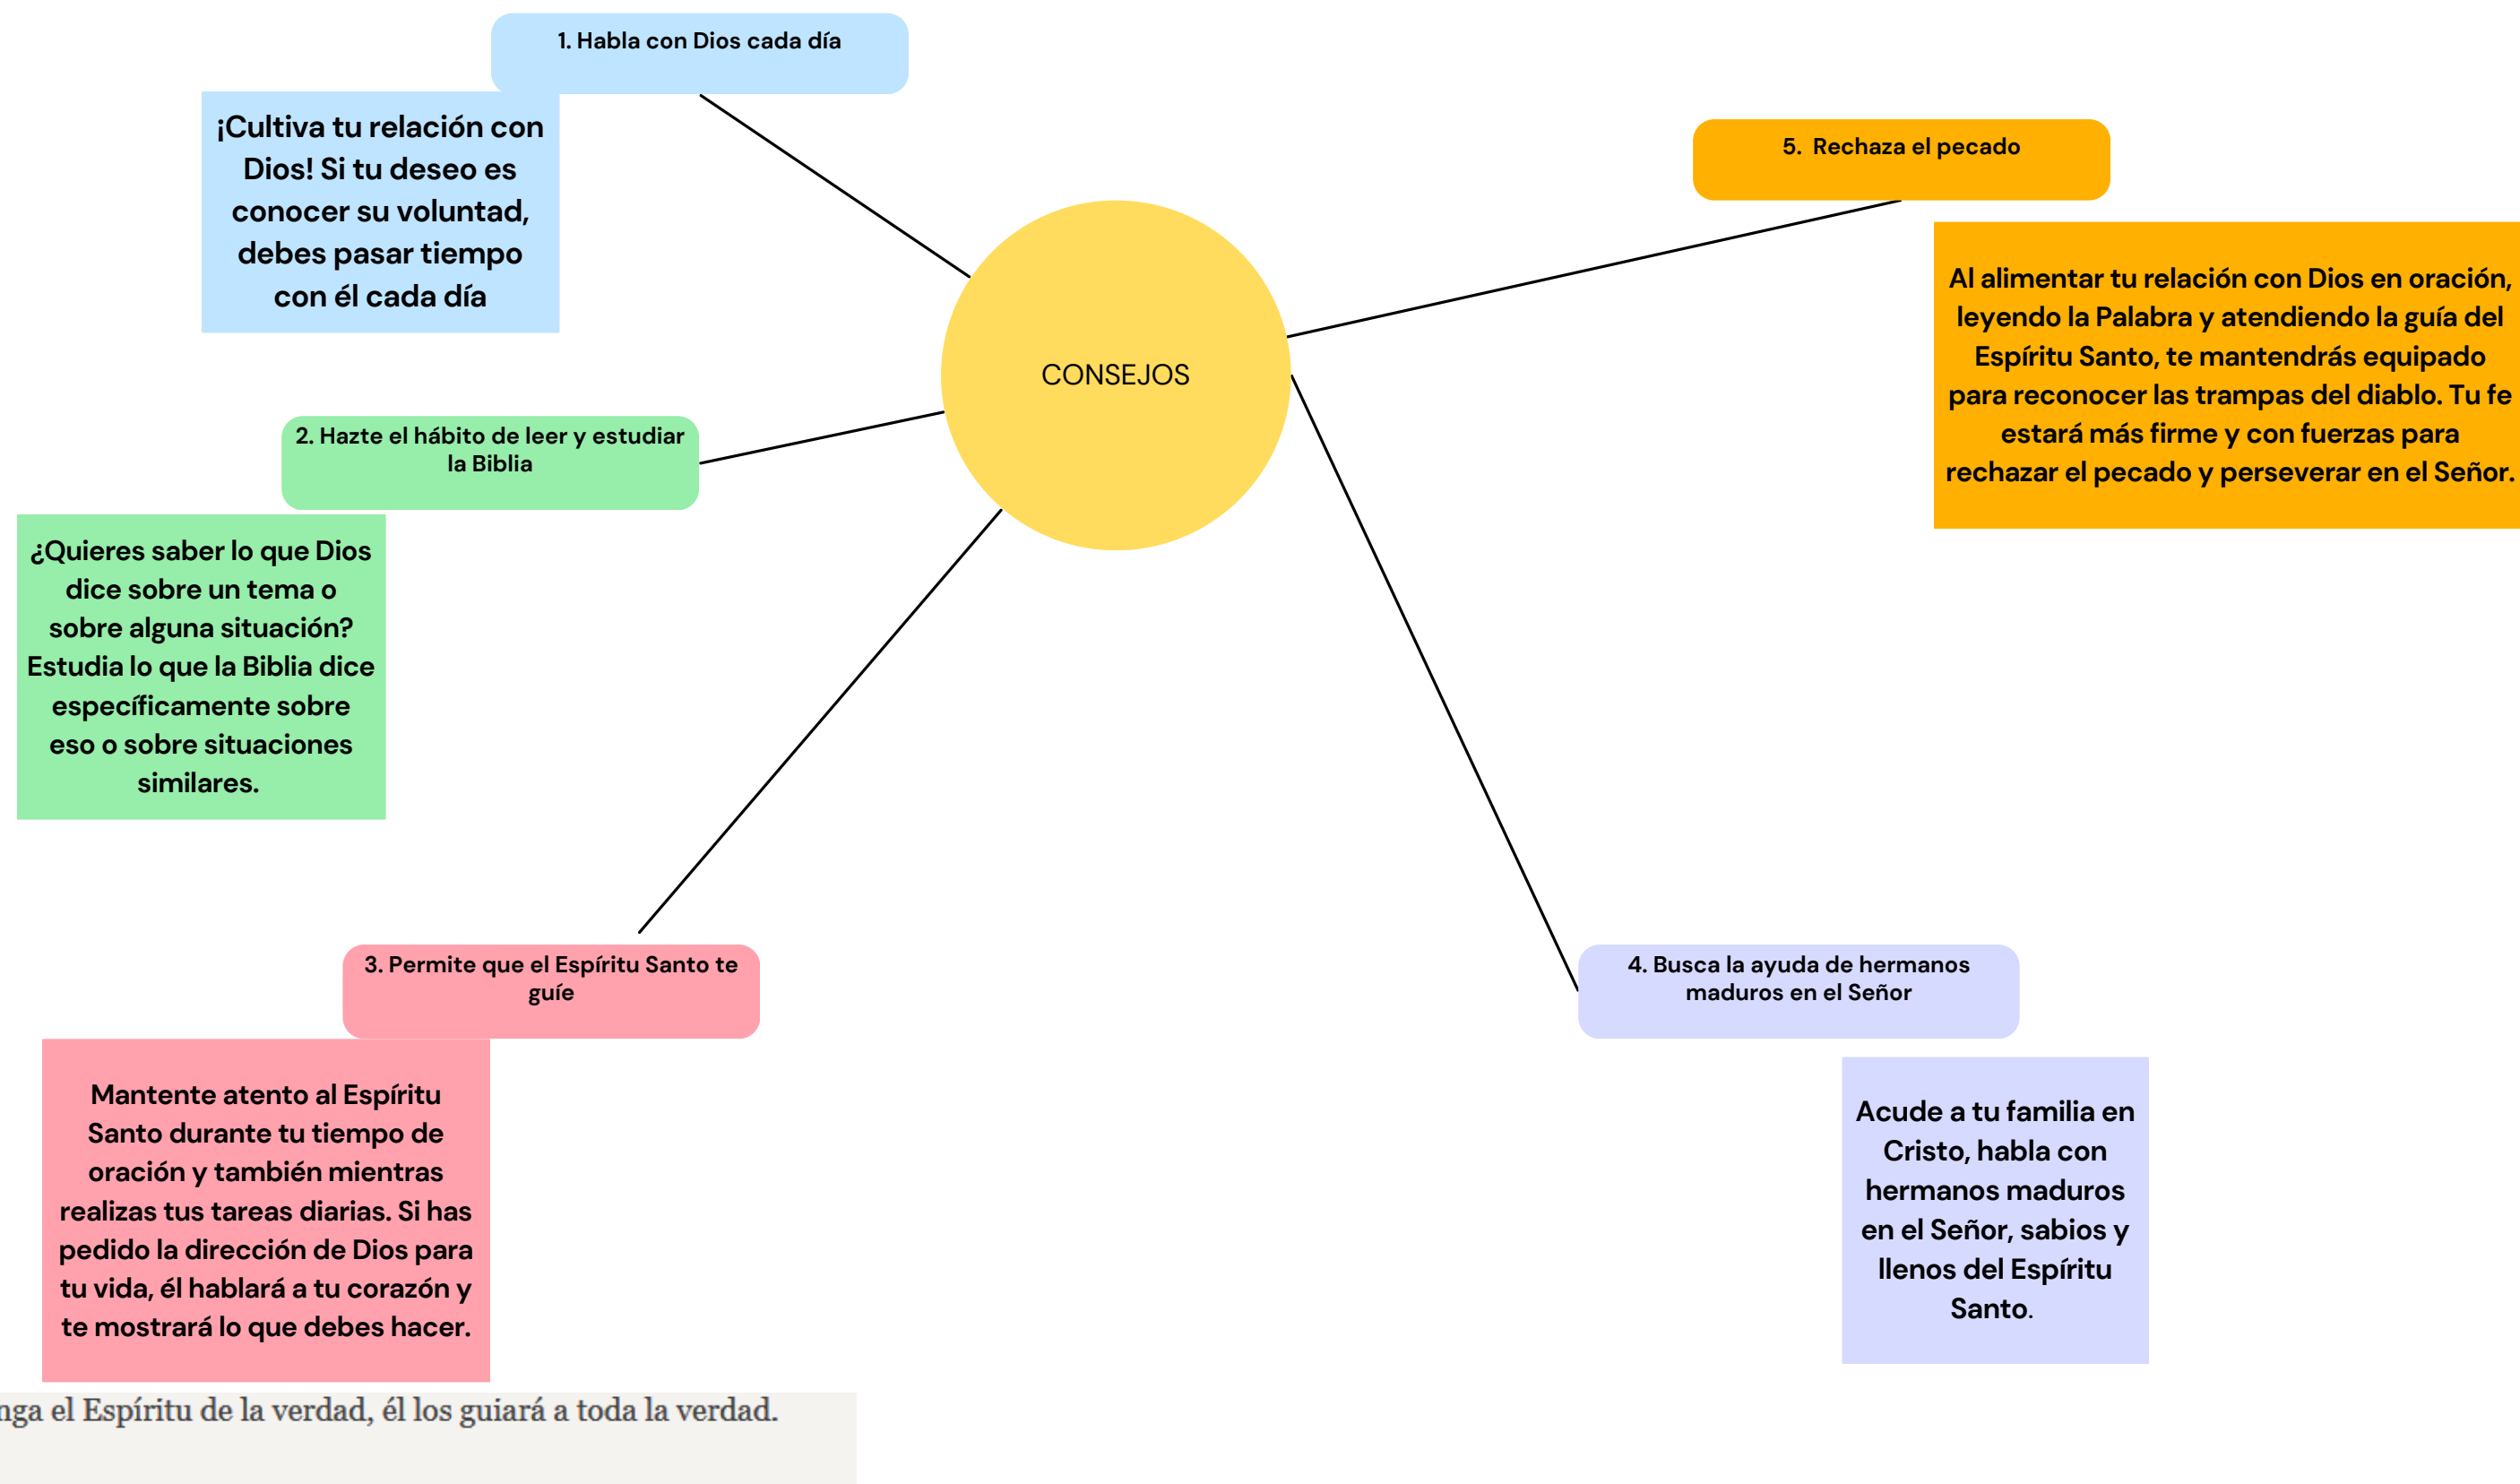 1. Habla con Dios cada día
¡Cultiva tu relación con
Dios! Si tu deseo es
conocer su voluntad,
debes pasar tiempo
con él cada día
2. Hazte el hábito de leer y estudiar
la Biblia
¿Quieres saber lo que Dios
dice sobre un tema o
sobre alguna situación?
Estudia lo que la Biblia dice
específicamente sobre
eso o sobre situaciones
similares.
3. Permite que el Espíritu Santo te
guíe
Mantente atento al Espíritu
Santo durante tu tiempo de
oración y también mientras
realizas tus tareas diarias. Si has
pedido la dirección de Dios para
tu vida, él hablará a tu corazón y
te mostrará lo que debes hacer.
el Espíritu de la verdad, él los guiará a toda la verdad.
CONSEJOS
5. Rechaza el pecado
Al alimentar tu relación con Dios en oración,
leyendo la Palabra y atendiendo la guía del
Espíritu Santo, te mantendrás equipado
para reconocer las trampas del diablo. Tu fe
estará más firme y con fuerzas para
rechazar el pecado y perseverar en el Señor.
4. Busca la ayuda de hermanos
maduros en el Señor
Acude a tu familia en
Cristo, habla con
hermanos maduros
en el Señor, sabios y
llenos del Espíritu
Santo.